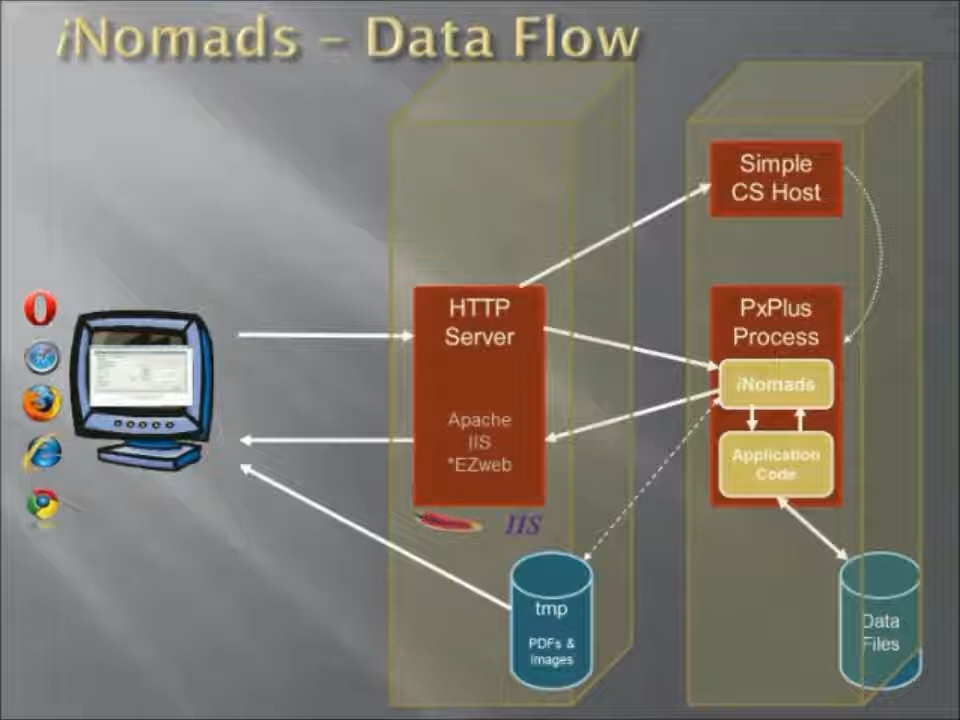 iNomads – Data Flow
Simple
CS Host
HTTP
Server
PxPlus
Process
iNomads
Apache
IIS
*EZweb
Application
Code
IIS
tmp
PDFs &
Images
Data
Files